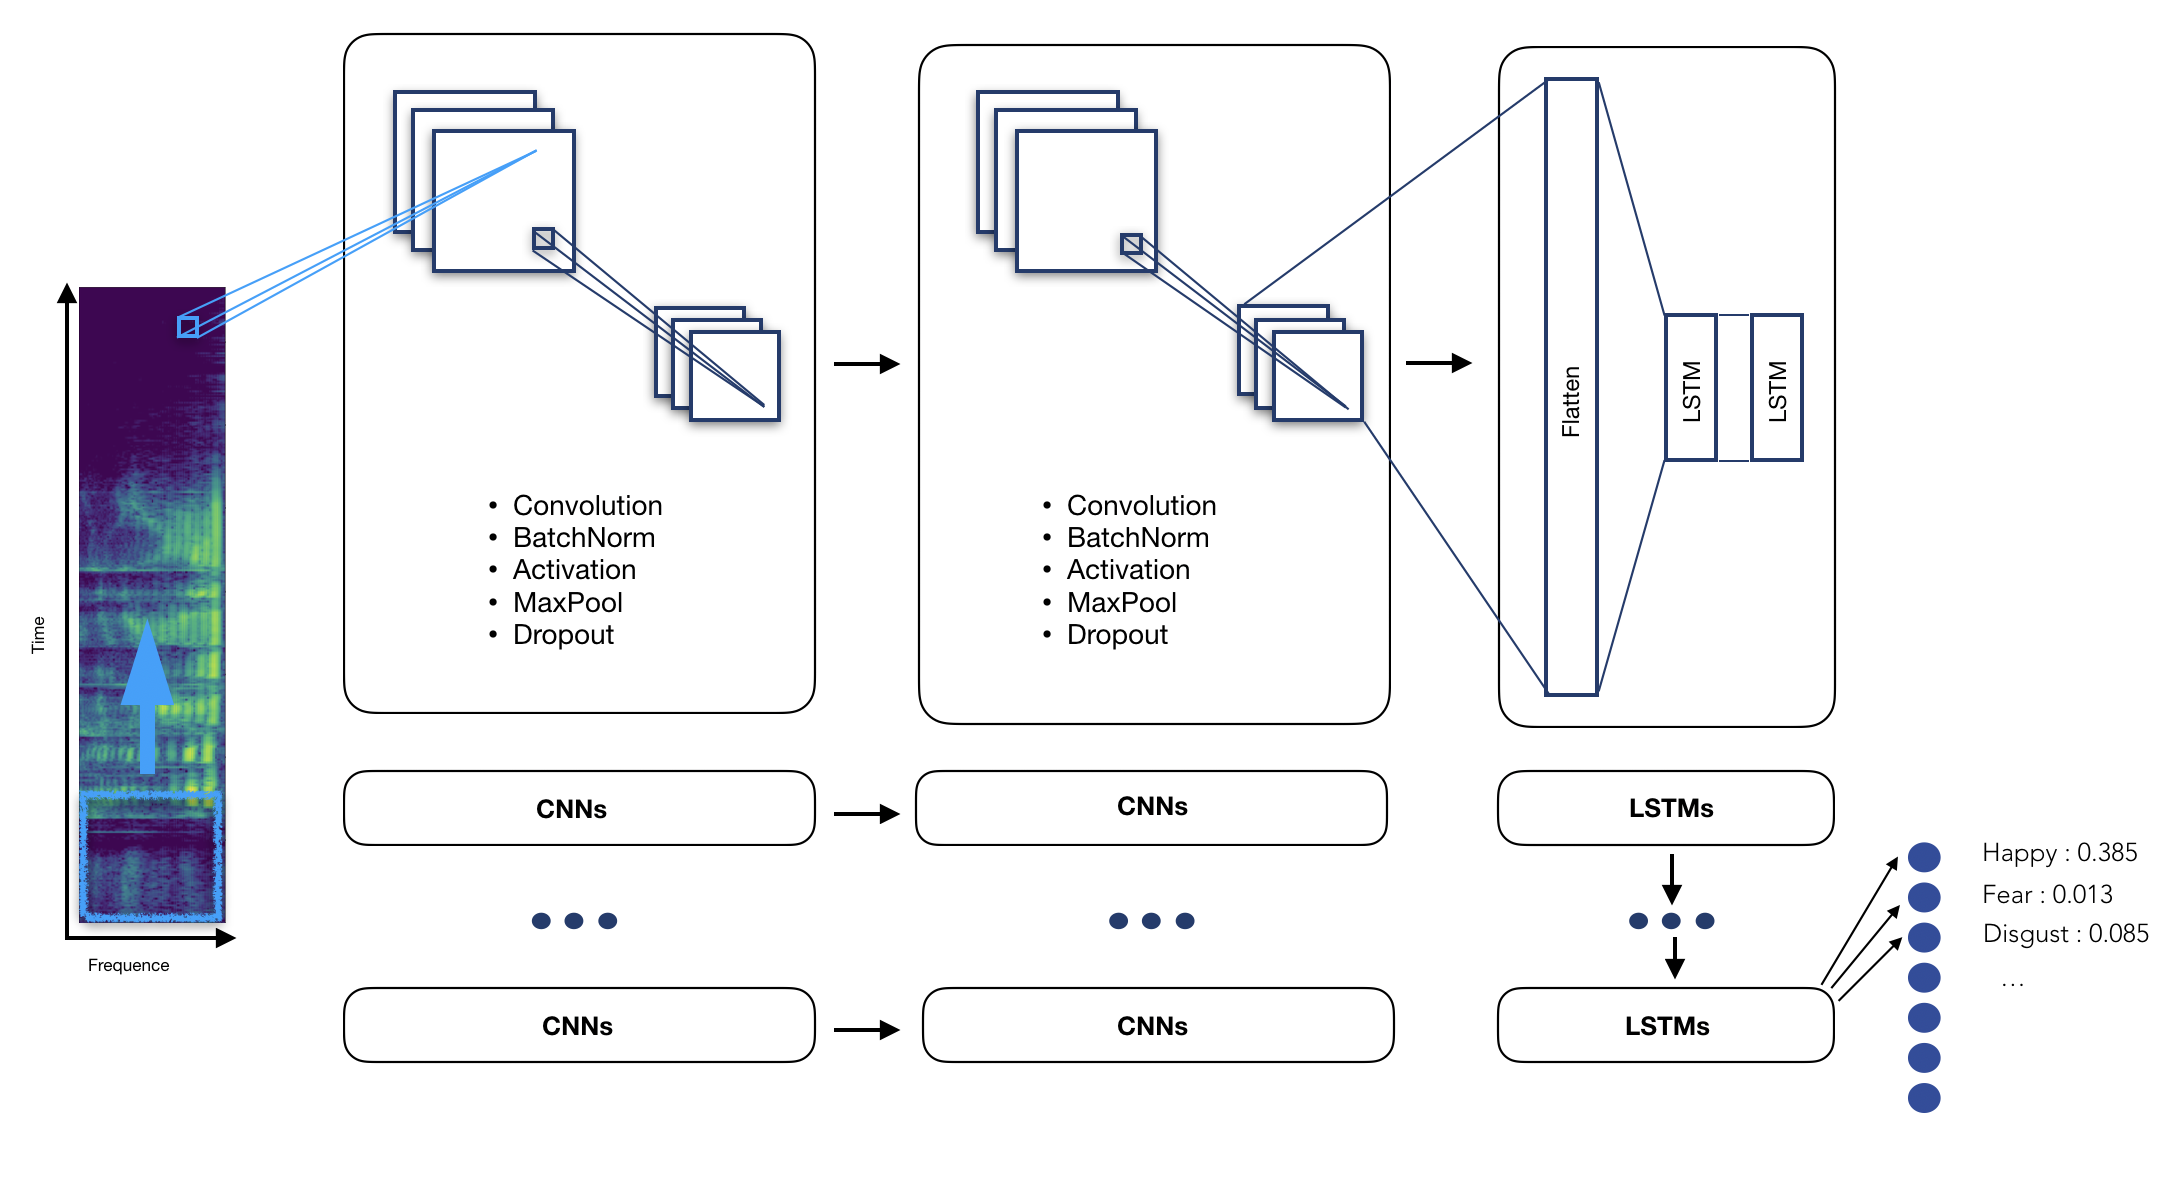 Time
Frequence
• Convolution
• BatchNorm
• Activation
• MaxPool
• Dropout
• Convolution
• BatchNorm
• Activation
• MaxPool
• Dropout
Flatten
LSTM
LSTM
CNNs
CNNs
LSTMs
CNNs
CNNs
LSTMs
Happy : 0.385
Fear : 0.013
Disgust : 0.085
...